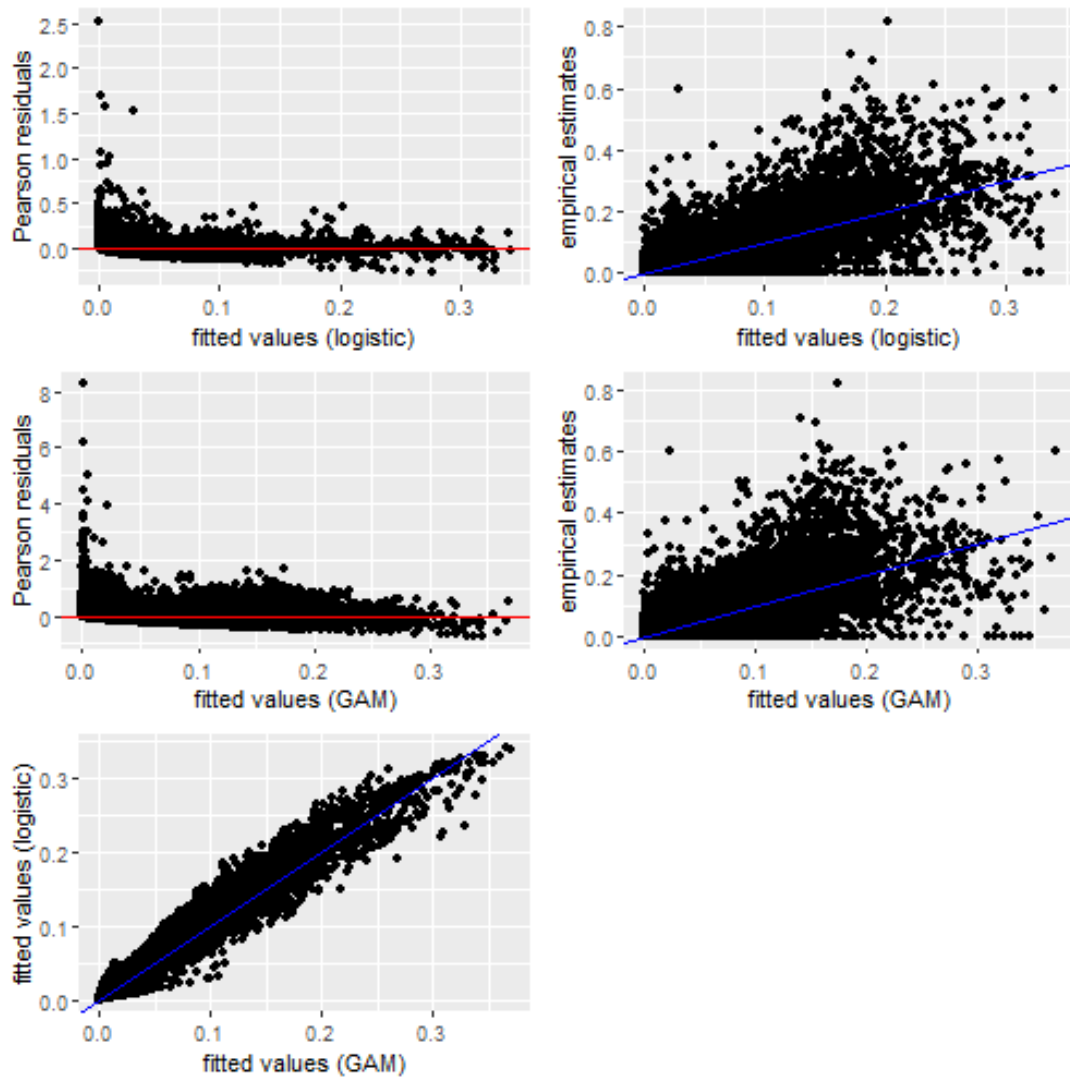 Pearson residuals
2.5
2.0
1.5
1.0
0.5
0.0
0.0 0.1 0.2 0.3
fitted values (logistic)
empirical estimates
0.8
0.6
0.4
0.2
0.0
0.0 0.1 0.2 0.3
fitted values (logistic)
Pearson residuals
8
6
4
2
0
0.0 0.1 0.2 0.3
fitted values (GAM)
empirical estimates
0.8
0.6
0.4
0.2
0.0
0.0 0.1 0.2 0.3
fitted values (GAM)
fitted values (logistic)
0.3
0.2
0.1
0.0
0.0 0.1 0.2 0.3
fitted values (GAM)